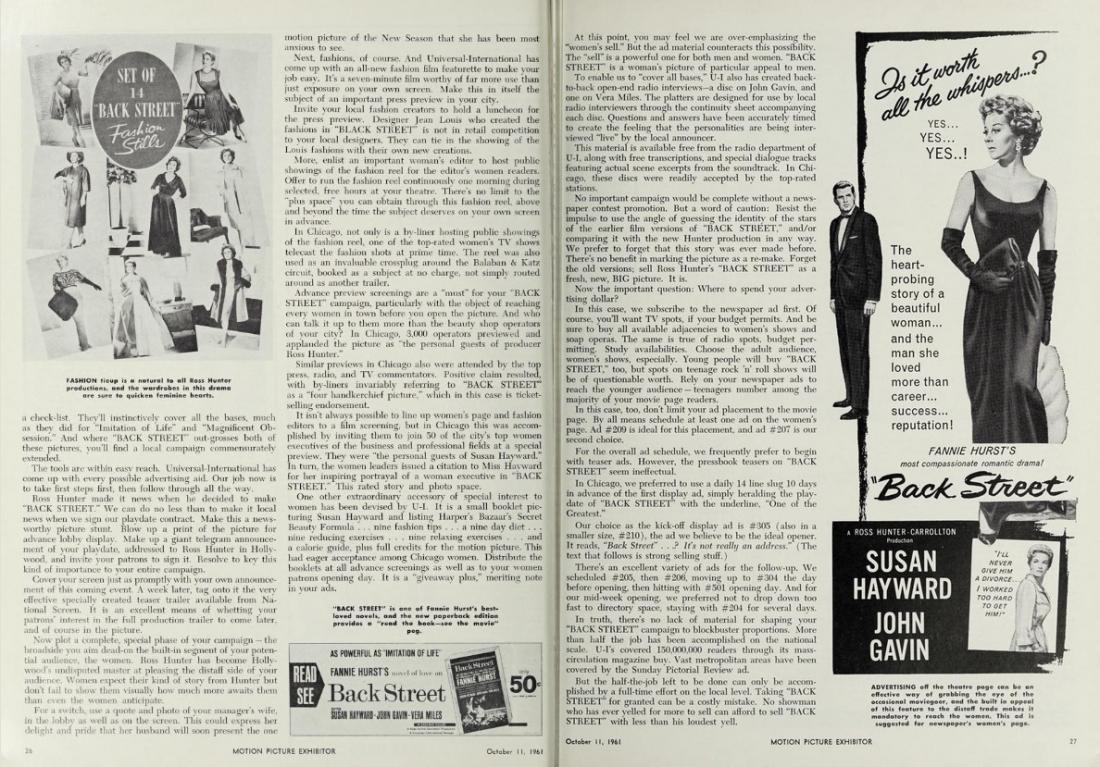 SET OF
14
"BACK STREET"
Fashion
Stills
FASHION tieup is a natural to all Ross Hunter
productions, and the wardrobes in this drama
are sure to quicken feminine hearts.
a check-list. They'll instinctively cover all the bases, much
as they did for "Imitation of Life" and "Magnificent Ob-
session." And where "BACK STREET" out-grosses both of
these pictures, you'll find a local campaign commensurately
extended.
The tools are within easy reach. Universal-International has
come up with every possible advertising aid. Our job now is
to take first steps first, then follow through all the way.
Ross Hunter made it news when he decided to make
"BACK STREET." We can do no less than to make it local
news when we sign our playdate contract. Make this a news-
worthy picture stunt. Blow up a print of the picture for
advance lobby display. Make up a giant telegram announce-
ment of your playdate, addressed to Ross Hunter in Holly-
wood, and invite your patrons to sign it. Resolve to key this
kind of importance to your entire campaign.
Cover your screen just as promptly with your own announce-
ment of this coming event. A week later, tag onto it the very
effective specially created teaser trailer available from Na-
tional Screen. It is an excellent means of whetting your
patrons' interest in the full production trailer to come later,
and of course in the picture.
Now plot a complete, special phase of your campaign — the
broadside you aim dead-on the built-in segment of your poten-
tial audience, the women. Ross Hunter has become Holly-
wood's undisputed master at pleasing the distaff side of your
audience. Women expect their kind of story from Hunter but
don't fail to show them visually how much more awaits them
than even the women anticipate.
For a switch, use a quote and photo of your manager's wife,
in the lobby as well as on the screen. This could express her
delight and pride that her husband will soon present the one
motion picture of the New Season that she has been most
anxious to see.
Next, fashions, of course. And Universal-International has
come up with an all-new fashion film featurette to make your
job easy. It's a seven-minute film worthy of far more use than
just exposure on your own screen. Make this in itself the
subject of an important press preview in your city.
Invite your local fashion creators to hold a luncheon for
the press preview. Designer Jean Louis who created the
fashions in "BLACK STREET" is not in retail competition
to your local designers. They can tie in the showing of the
Louis fashions with their own new creations.
More, enlist an important woman's editor to host public
showings of the fashion reel for the editor's women readers.
Offer to run the fashion reel continuously one morning during
selected, free hours at your theatre. There's no limit to the
"plus space" you can obtain through this fashion reel, above
and beyond the time the subject deserves on your own screen
in advance.
In Chicago, not only is a by-liner hosting public showings
of the fashion reel, one of the top-rated women's TV shows
telecast the fashion shots at prime time. The reel was also
used as an invaluable crossplug around the Balaban & Katz
circuit, booked as a subject at no charge, not simply routed
around as another trailer.
Advance preview screenings are a "must" for your "BACK
STREET" campaign, particularly with the object of reaching
every women in town before you open the picture. And who
can talk it up to them more than the beauty shop operators
of your city? In Chicago, 3,000 operators previewed and
applauded the picture as "the personal guests of producer
Ross Hunter."
Similar previews in Chicago also were attended by the top
press, radio, and TV commentators. Positive claim resulted,
with by-liners invariably referring to "BACK STREET"
as a "four handkerchief picture," which in this case is ticket-
selling endorsement.
It isn't always possible to line up women's page and fashion
editors to a film screening, but in Chicago this was accom-
plished by inviting them to join 50 of the city's top women
executives of the business and professional fields at a special
preview. They were "the personal guests of Susan Hayward."
In turn, the women leaders issued a citation to Miss Hayward
for her inspiring portrayal of a woman executive in "BACK
STREET." This rated story and photo space.
One other extraordinary accessory of special interest to
women has been devised by U-I. It is a small booklet pic-
turing Susan Hayward and listing Harper's Bazaar's Secret
Beauty Formula . . . nine fashion tips . . . a nine day diet . . .
nine reducing exercises . . . nine relaxing exercises . . . and
a calorie guide, plus full credits for the motion picture. This
had eager acceptance among Chicago women. Distribute the
booklets at all advance screenings as well as to your women
patrons opening day. It is a "giveaway plus," meriting note
in your ads.
"BACK STREET" is one of Fannie Hurst's best-
loved novels, and the new paperback edition
provides a "read the book—see the movie"
peg.
READ
SEE
AS POWERFUL AS 'IMITATION OF LIFE'
FANNIE HURST'S novel of love on
Back Street
SUSAN HAYWARD · JOHN GAVIN · VERA MILES
Back Street
FANNIE HURST
50¢
26
MOTION PICTURE EXHIBITOR
October 11, 1961
At this point, you may feel we are over-emphasizing the
"women's sell." But the ad material counteracts this possibility.
The "sell" is a powerful one for both men and women. "BACK
STREET" is a woman's picture of particular appeal to men.
To enable us to "cover all bases," U-I also has created back-
to-back open-end radio interviews—a disc on John Gavin, and
one on Vera Miles. The platters are designed for use by local
radio interviewers through the continuity sheet accompanying
each disc. Questions and answers have been accurately timed
to create the feeling that the personalities are being inter-
viewed "live" by the local announcer.
This material is available free from the radio department of
U-I, along with free transcriptions, and special dialogue tracks
featuring actual scene excerpts from the soundtrack. In Chi-
cago, these discs were readily accepted by the top-rated
stations.
No important campaign would be complete without a news-
paper contest promotion. But a word of caution: Resist the
impulse to use the angle of guessing the identity of the stars
of the earlier film versions of "BACK STREET," and/or
comparing it with the new Hunter production in any way.
We prefer to forget that this story was ever made before.
There's no benefit in marking the picture as a re-make. Forget
the old versions; sell Ross Hunter's "BACK STREET" as a
fresh, new, BIG picture. It is.
Now the important question: Where to spend your adver-
tising dollar?
In this case, we subscribe to the newspaper ad first. Of
course, you'll want TV spots, if your budget permits. And be
sure to buy all available adjacencies to women's shows and
soap operas. The same is true of radio spots, budget per-
mitting. Study availabilities. Choose the adult audience,
women's shows, especially. Young people will buy "BACK
STREET," too, but spots on teenage rock 'n' roll shows will
be of questionable worth. Rely on your newspaper ads to
reach the younger audience—teenagers number among the
majority of your movie page readers.
In this case, too, don't limit your ad placement to the movie
page. By all means schedule at least one ad on the women's
page. Ad #209 is ideal for this placement, and ad #207 is our
second choice.
For the overall ad schedule, we frequently prefer to begin
with teaser ads. However, the pressbook teasers on "BACK
STREET" seem ineffectual.
In Chicago, we preferred to use a daily 14 line slug 10 days
in advance of the first display ad, simply heralding the play-
date of "BACK STREET" with the underline, "One of the
Greatest."
Our choice as the kick-off display ad is #305 (also in a
smaller size, #210), the ad we believe to be the ideal opener.
It reads, "Back Street . . .? It's not really an address." (The
text that follows is strong selling stuff.)
There's an excellent variety of ads for the follow-up. We
scheduled #205, then #206, moving up to #304 the day
before opening, then hitting with #501 opening day. And for
our mid-week opening, we preferred not to drop down too
fast to directory space, staying with #204 for several days.
In truth, there's no lack of material for shaping your
"BACK STREET" campaign to blockbuster proportions. More
than half the job has been accomplished on the national
scale. U-I's covered 150,000,000 readers through its mass-
circulation magazine buy. Vast metropolitan areas have been
covered by the Sunday Pictorial Review ad.
But the half-the-job left to be done can only be accom-
plished by a full-time effort on the local level. Taking "BACK
STREET" for granted can be a costly mistake. No showman
who has ever yelled for more to sell can afford to sell "BACK
STREET" with less than his loudest yell.
Is it worth
all the whispers...?
YES...
YES...
YES..!
The
heart-
probing
story of a
beautiful
woman...
and the
man she
loved
more than
career...
success...
reputation!
FANNIE HURST'S
most compassionate romantic drama!
"Back Street"
A ROSS HUNTER-CARROLLTON
Production
SUSAN
HAYWARD
JOHN
GAVIN
"I'LL
NEVER
GIVE HIM
A DIVORCE...
I WORKED
TOO HARD
TO GET
HIM!"
ADVERTISING off the theatre page can be an
effective way of grabbing the eye of the
occasional moviegoer, and the built in appeal
of this feature to the distaff trade makes it
mandatory to reach the women. This ad is
suggested for newspaper's women's page.
October 11, 1961
MOTION PICTURE EXHIBITOR
27